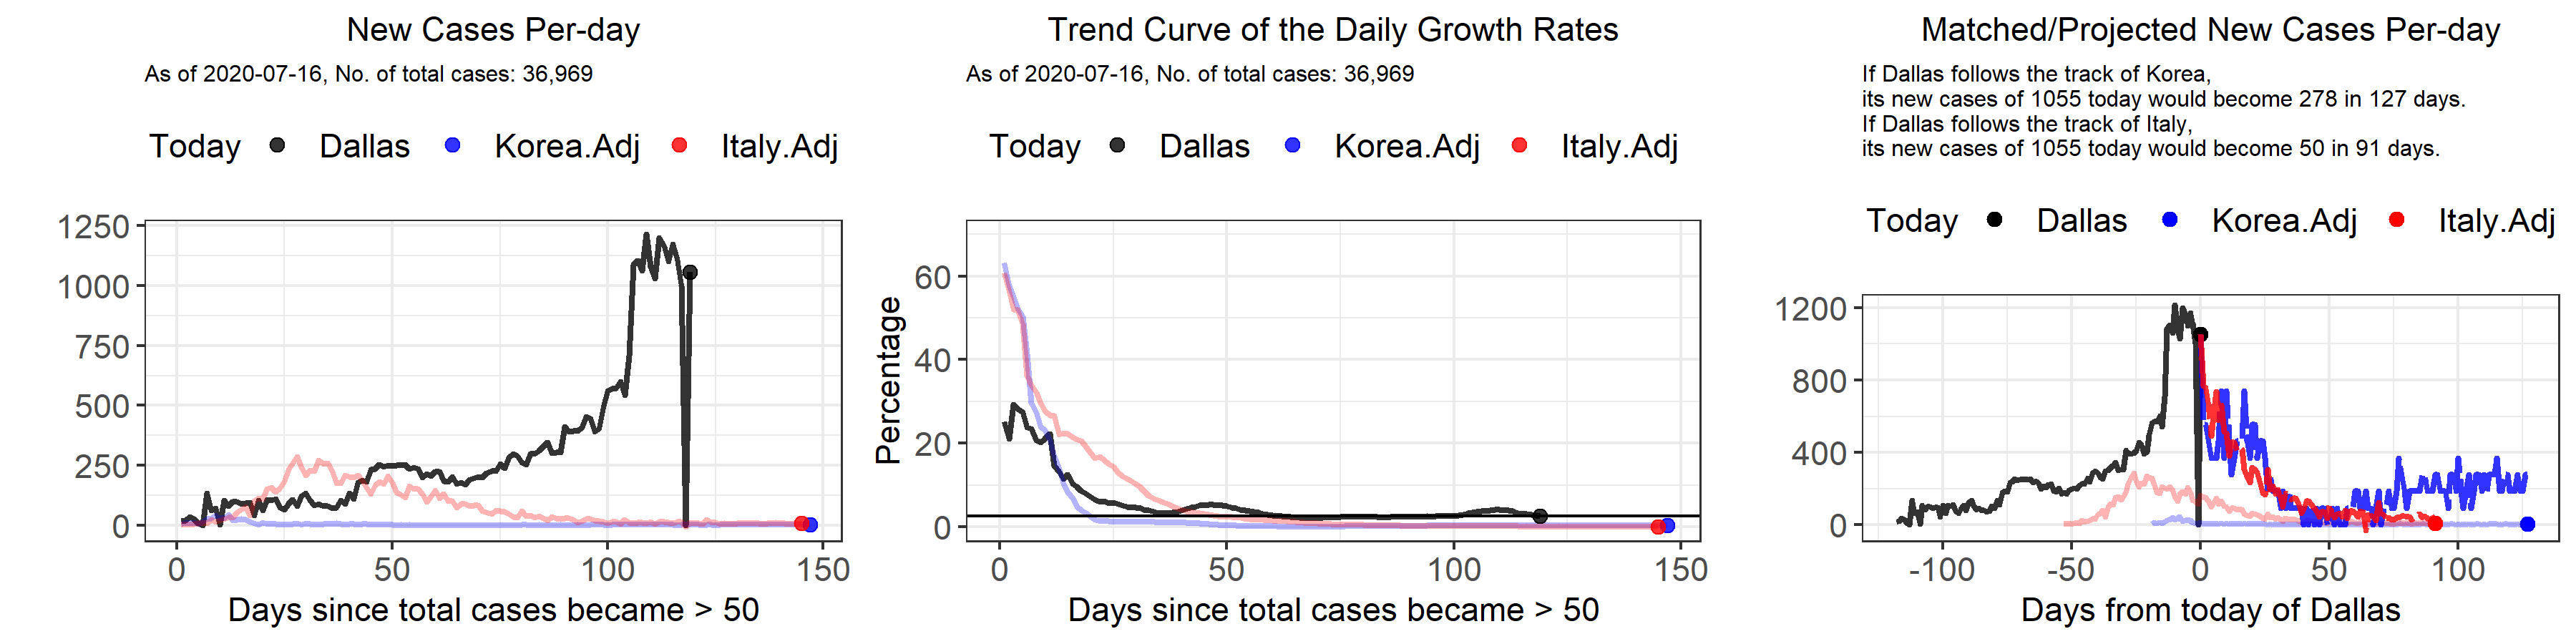 New Cases Per-day
As of 2020-07-16, No. of total cases: 36,969
Today Dallas Korea.Adj Italy.Adj
1250
1000
750
500
250
0
0 50 100 150
Days since total cases became > 50
Trend Curve of the Daily Growth Rates
As of 2020-07-16, No. of total cases: 36,969
Today Dallas Korea.Adj Italy.Adj
Percentage
60
40
20
0
0 50 100 150
Days since total cases became > 50
Matched/Projected New Cases Per-day
If Dallas follows the track of Korea,
its new cases of 1055 today would become 278 in 127 days.
If Dallas follows the track of Italy,
its new cases of 1055 today would become 50 in 91 days.
Today Dallas Korea.Adj Italy.Adj
1200
800
400
0
-100 -50 0 50 100
Days from today of Dallas